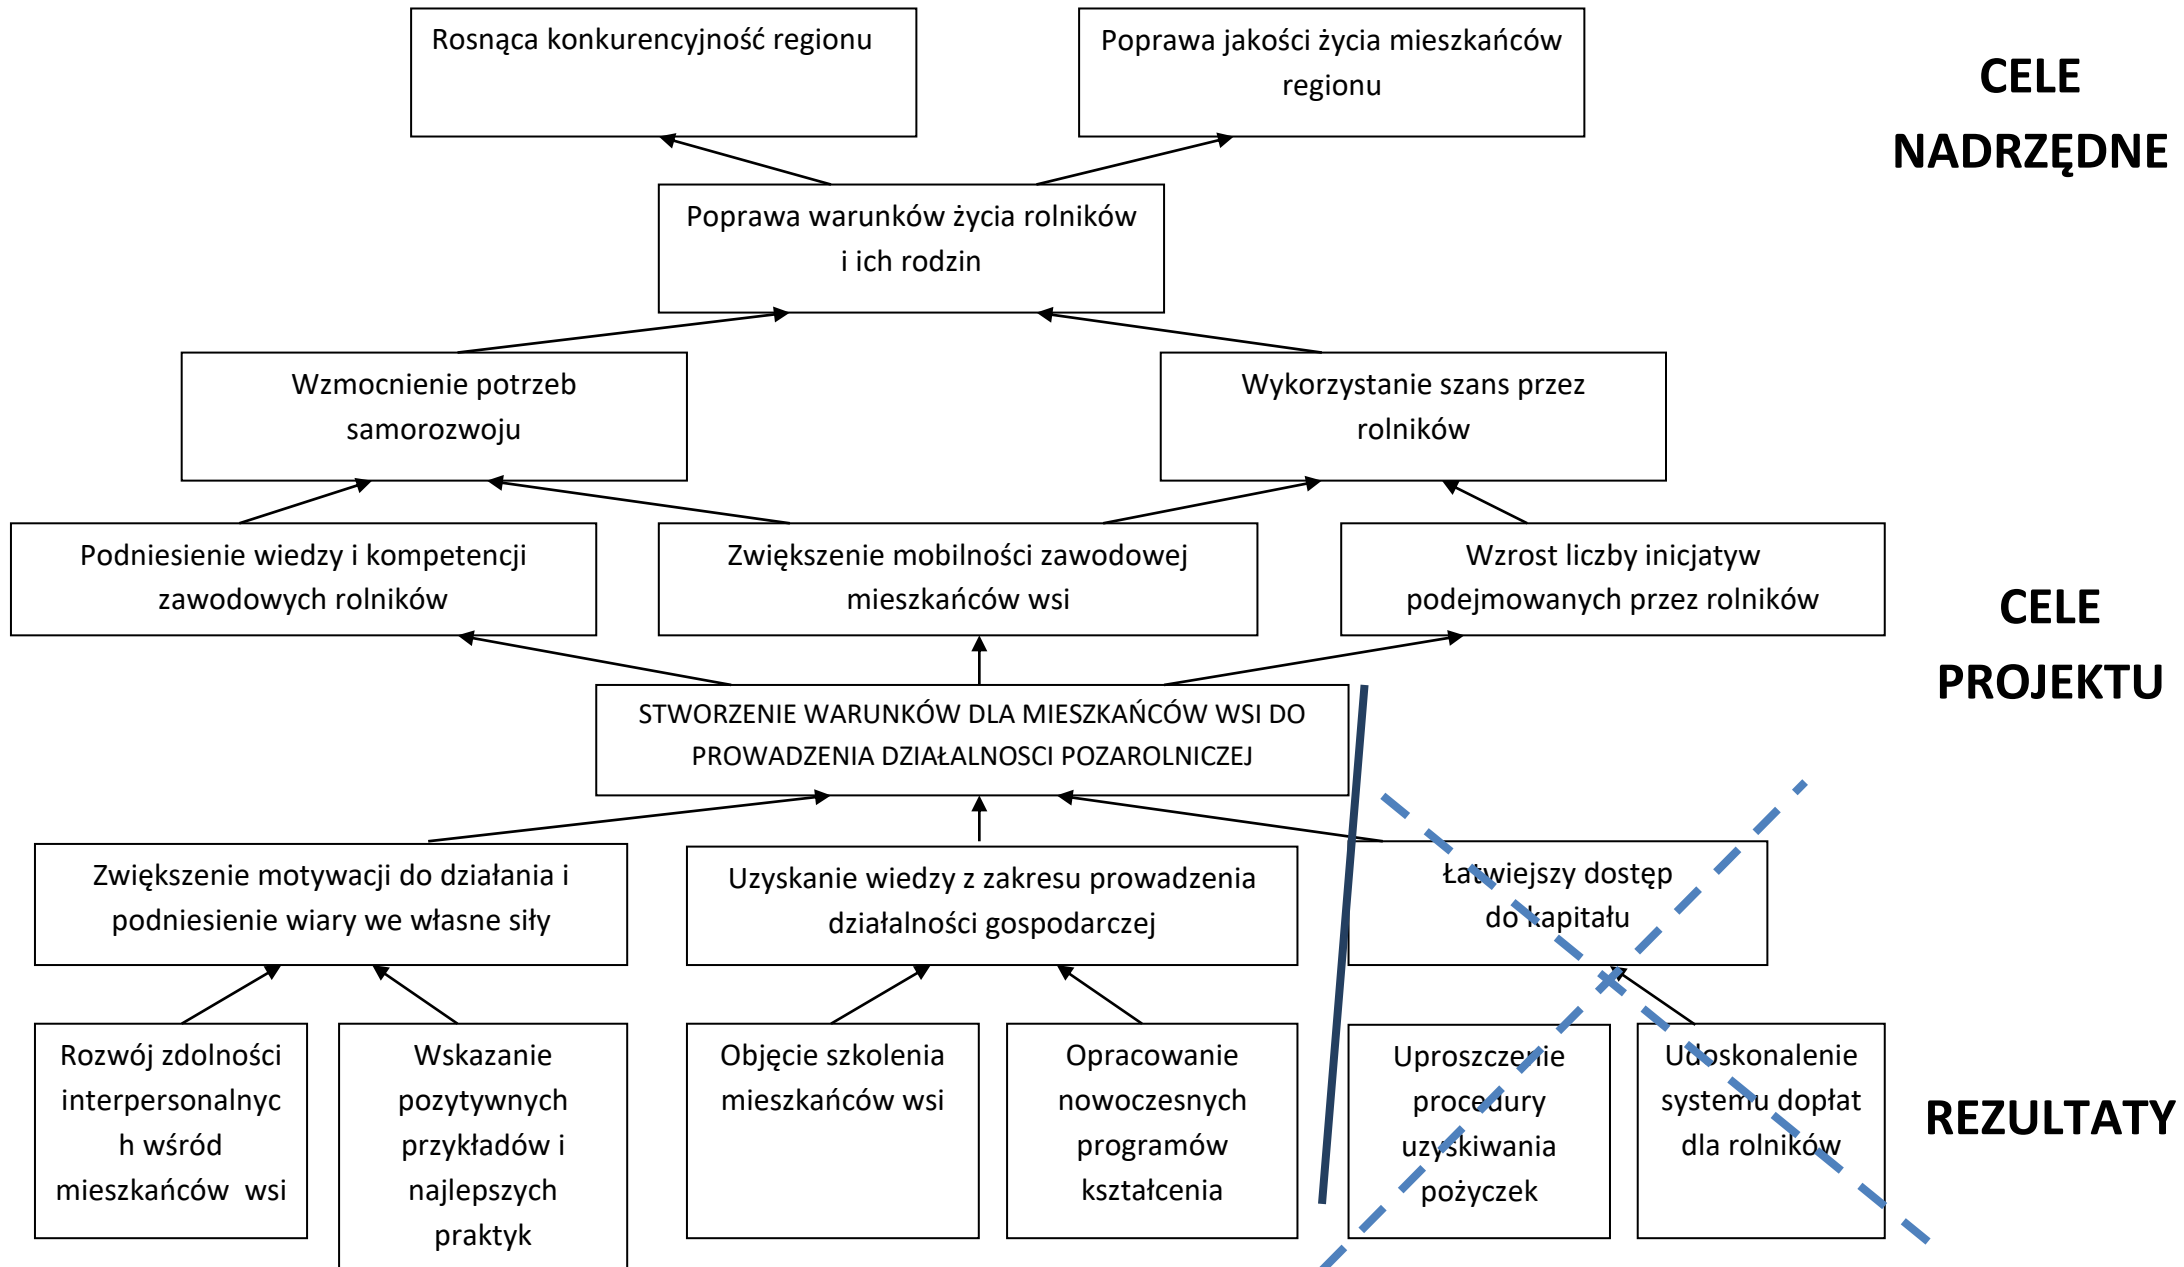 Rosnąca konkurencyjność regionu
Poprawa jakości życia mieszkańców
regionu
CELE
NADRZĘDNE
Poprawa warunków życia rolników
i ich rodzin
Wzmocnienie potrzeb
samorozwoju
Wykorzystanie szans przez
rolników
Podniesienie wiedzy i kompetencji
zawodowych rolników
Zwiększenie mobilności zawodowej
mieszkańców wsi
Wzrost liczby inicjatyw
podejmowanych przez rolników
CELE
PROJEKTU
STWORZENIE WARUNKÓW DLA MIESZKAŃCÓW WSI DO
PROWADZENIA DZIAŁALNOSCI POZAROLNICZEJ
Zwiększenie motywacji do działania i
podniesienie wiary we własne siły
Uzyskanie wiedzy z zakresu prowadzenia
działalności gospodarczej
Łatwiejszy dostęp
do kapitału
Rozwój zdolności
interpersonalnyc
h wśród
mieszkańców  wsi
Wskazanie
pozytywnych
przykładów i
najlepszych
praktyk
Objęcie szkolenia
mieszkańców wsi
Opracowanie
nowoczesnych
programów
kształcenia
Uproszczenie
procedury
uzyskiwania
pożyczek
Udoskonalenie
systemu dopłat
dla rolników
REZULTATY